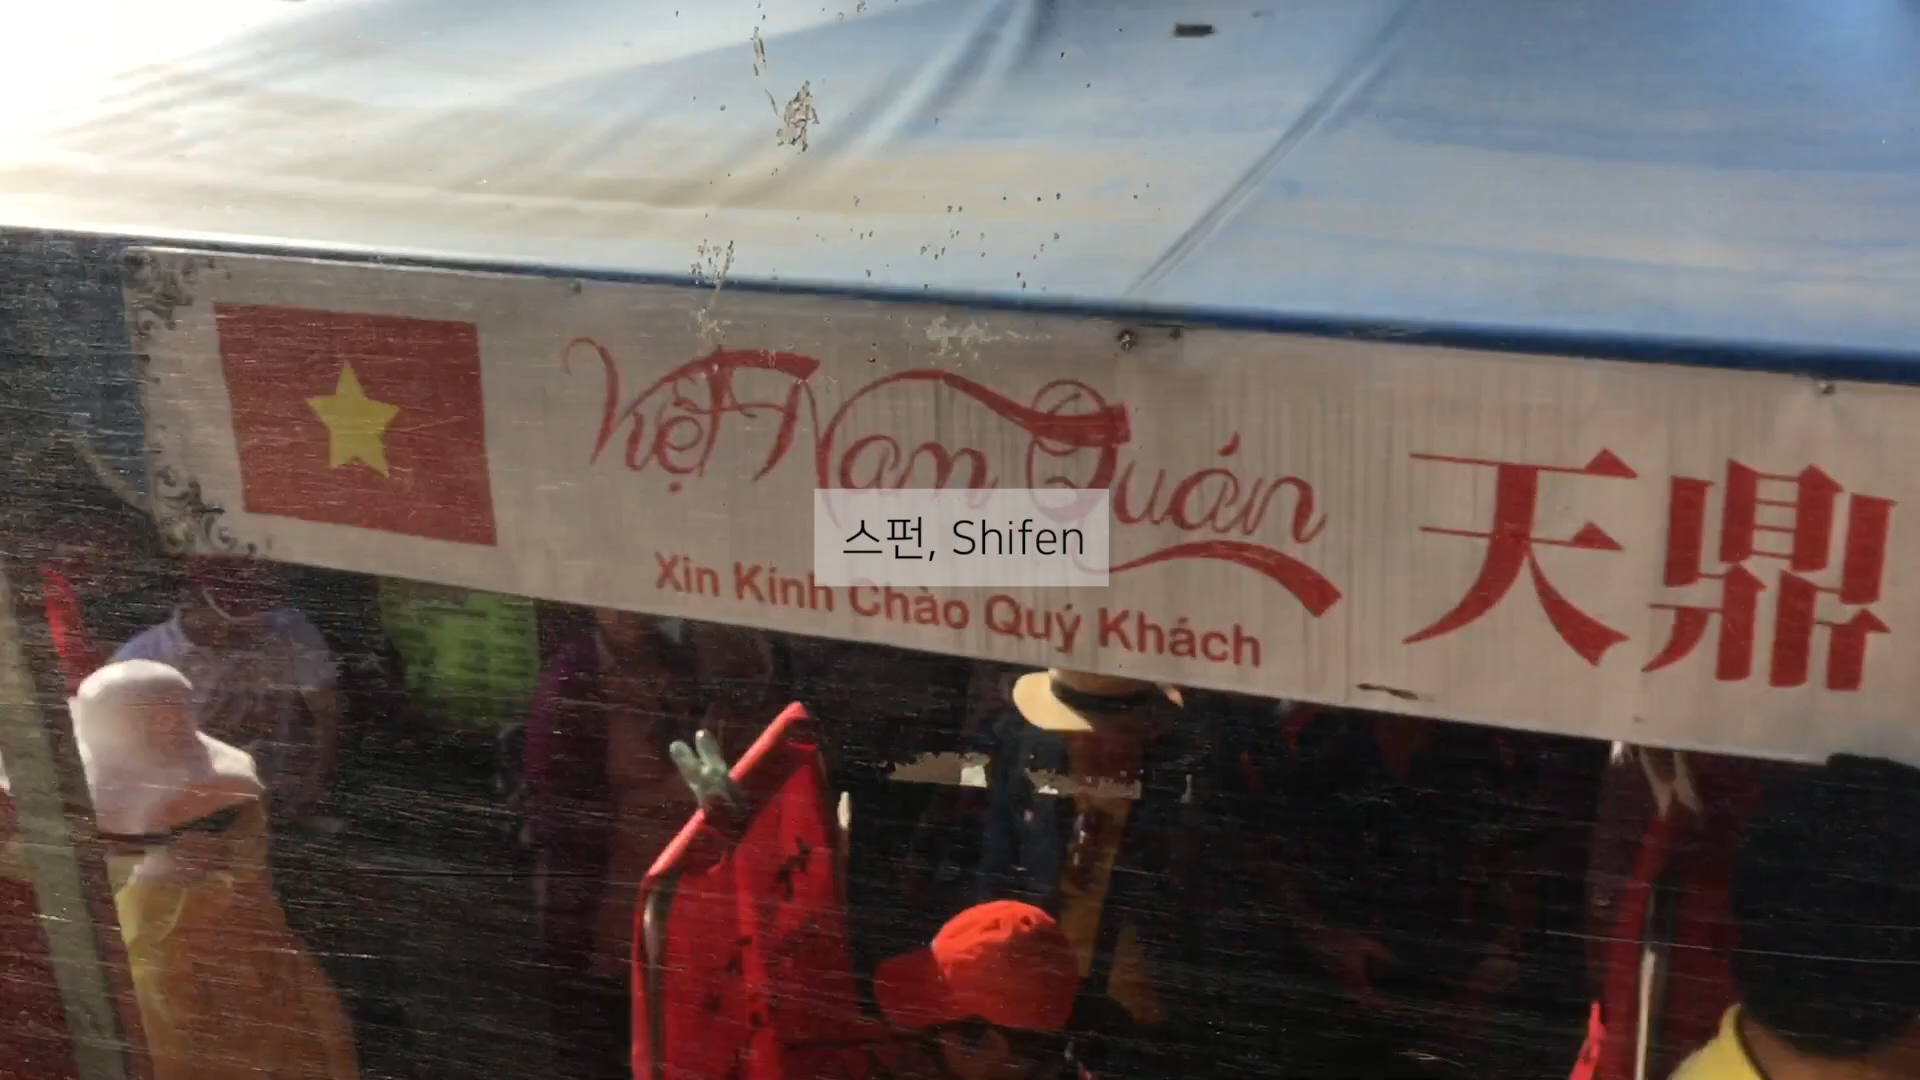 Việt Nam Quán
天鼎
스펀, Shifen
Xin Kính Chào Quý Khách